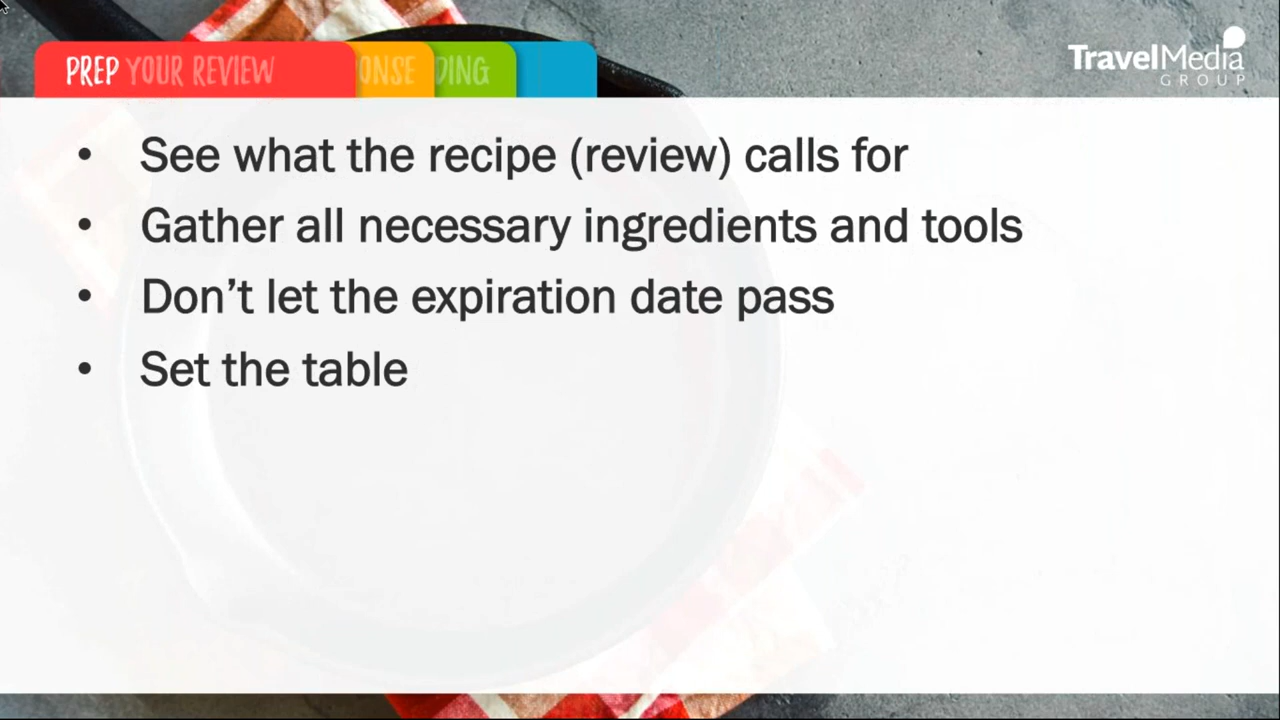 PREP YOUR REVIEW
ONSE
DING
TravelMedia
GROUP
• See what the recipe (review) calls for
• Gather all necessary ingredients and tools
• Don’t let the expiration date pass
• Set the table